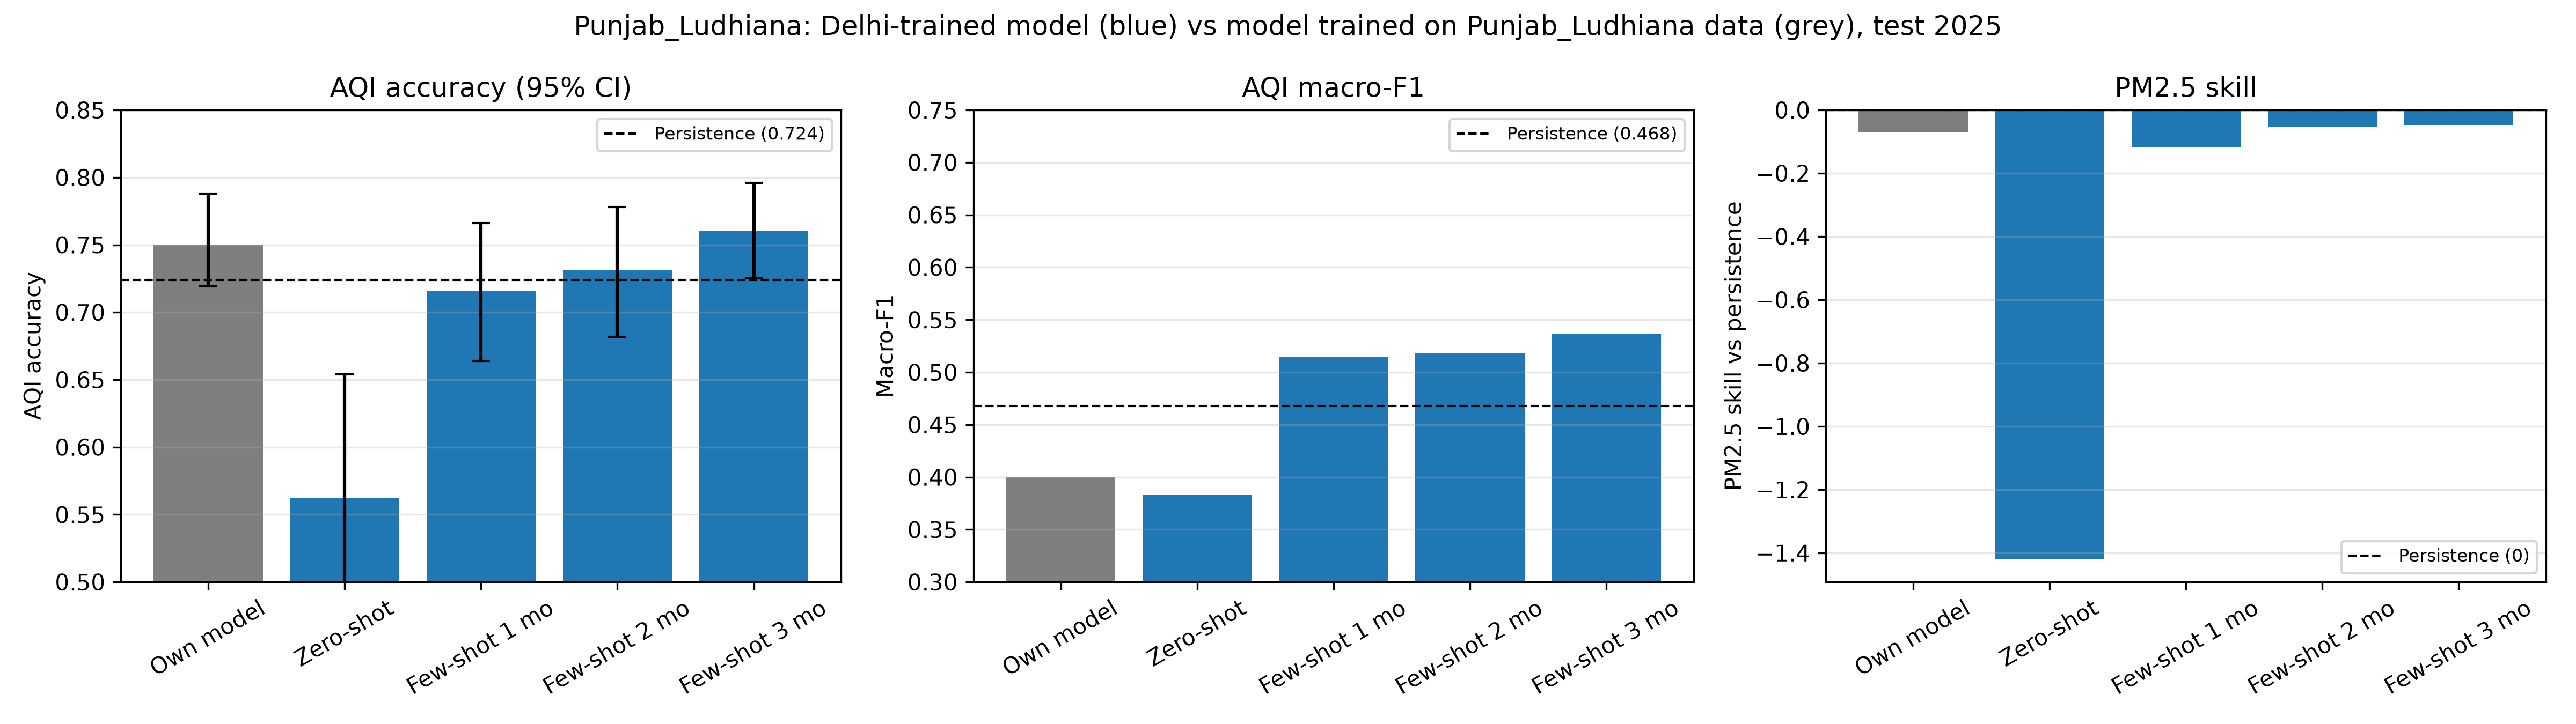 Punjab_Ludhiana: Delhi-trained model (blue) vs model trained on Punjab_Ludhiana data (grey), test 2025
AQI accuracy (95% CI)
AQI accuracy
0.85
0.80
0.75
0.70
0.65
0.60
0.55
0.50
Persistence (0.724)
Own model
Zero-shot
Few-shot 1 mo
Few-shot 2 mo
Few-shot 3 mo
AQI macro-F1
Macro-F1
0.75
0.70
0.65
0.60
0.55
0.50
0.45
0.40
0.35
0.30
Persistence (0.468)
Own model
Zero-shot
Few-shot 1 mo
Few-shot 2 mo
Few-shot 3 mo
PM2.5 skill
PM2.5 skill vs persistence
0.0
−0.2
−0.4
−0.6
−0.8
−1.0
−1.2
−1.4
Persistence (0)
Own model
Zero-shot
Few-shot 1 mo
Few-shot 2 mo
Few-shot 3 mo